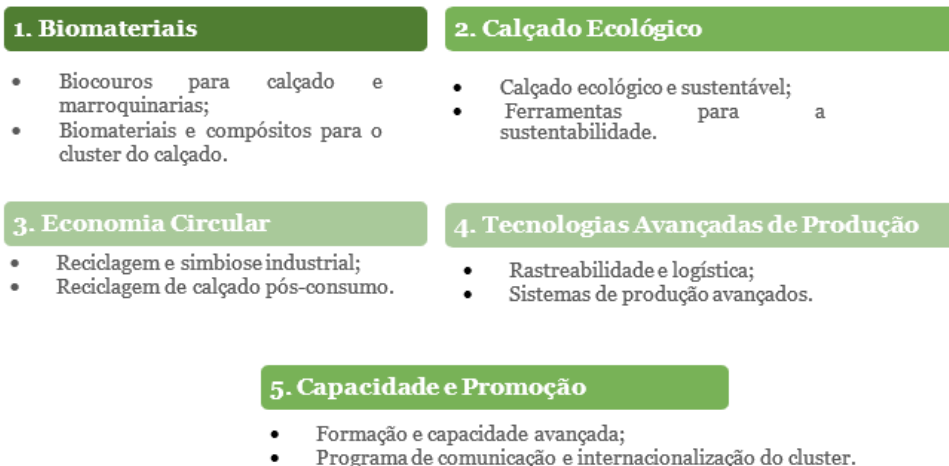 1. Biomateriais
• Biocouros para calçado e
marroquinarias;
• Biomateriais e compósitos para o
cluster do calçado.
2. Calçado Ecológico
• Calçado ecológico e sustentável;
• Ferramentas para a
sustentabilidade.
3. Economia Circular
• Reciclagem e simbiose industrial;
• Reciclagem de calçado pós-consumo.
4. Tecnologias Avançadas de Produção
• Rastreabilidade e logística;
• Sistemas de produção avançados.
5. Capacidade e Promoção
• Formação e capacidade avançada;
• Programa de comunicação e internacionalização do cluster.